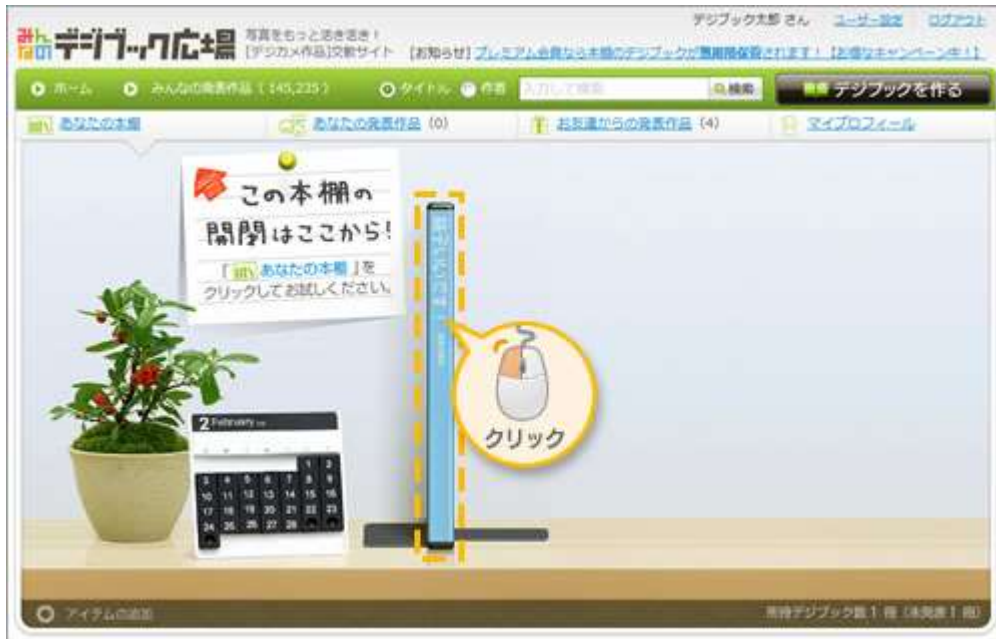 デジブック太郎 さん ユーザー設定 ログアウト
みんなのデジブック広場
写真をもっと活き活き！
[デジカメ作品]交歓サイト
[お知らせ] プレミアム会員なら本棚のデジブックが無期限保管されます！【お得なキャンペーン中！】
ホーム みんなの発表作品 (145,235) タイトル 作者 入力して検索 検索 デジブックを作る
あなたの本棚 あなたの発表作品 (0) お友達からの発表作品 (4) マイプロフィール
この本棚の
開閉はここから！
「あなたの本棚」を
クリックしてお試しください。
クリック
2 February
1 2
3 4 5 6 7 8 9
10 11 12 13 14 15 16
17 18 19 20 21 22 23
24 25 26 27 28
アイテムの追加
所持デジブック数 1 冊 (未発表 1 冊)